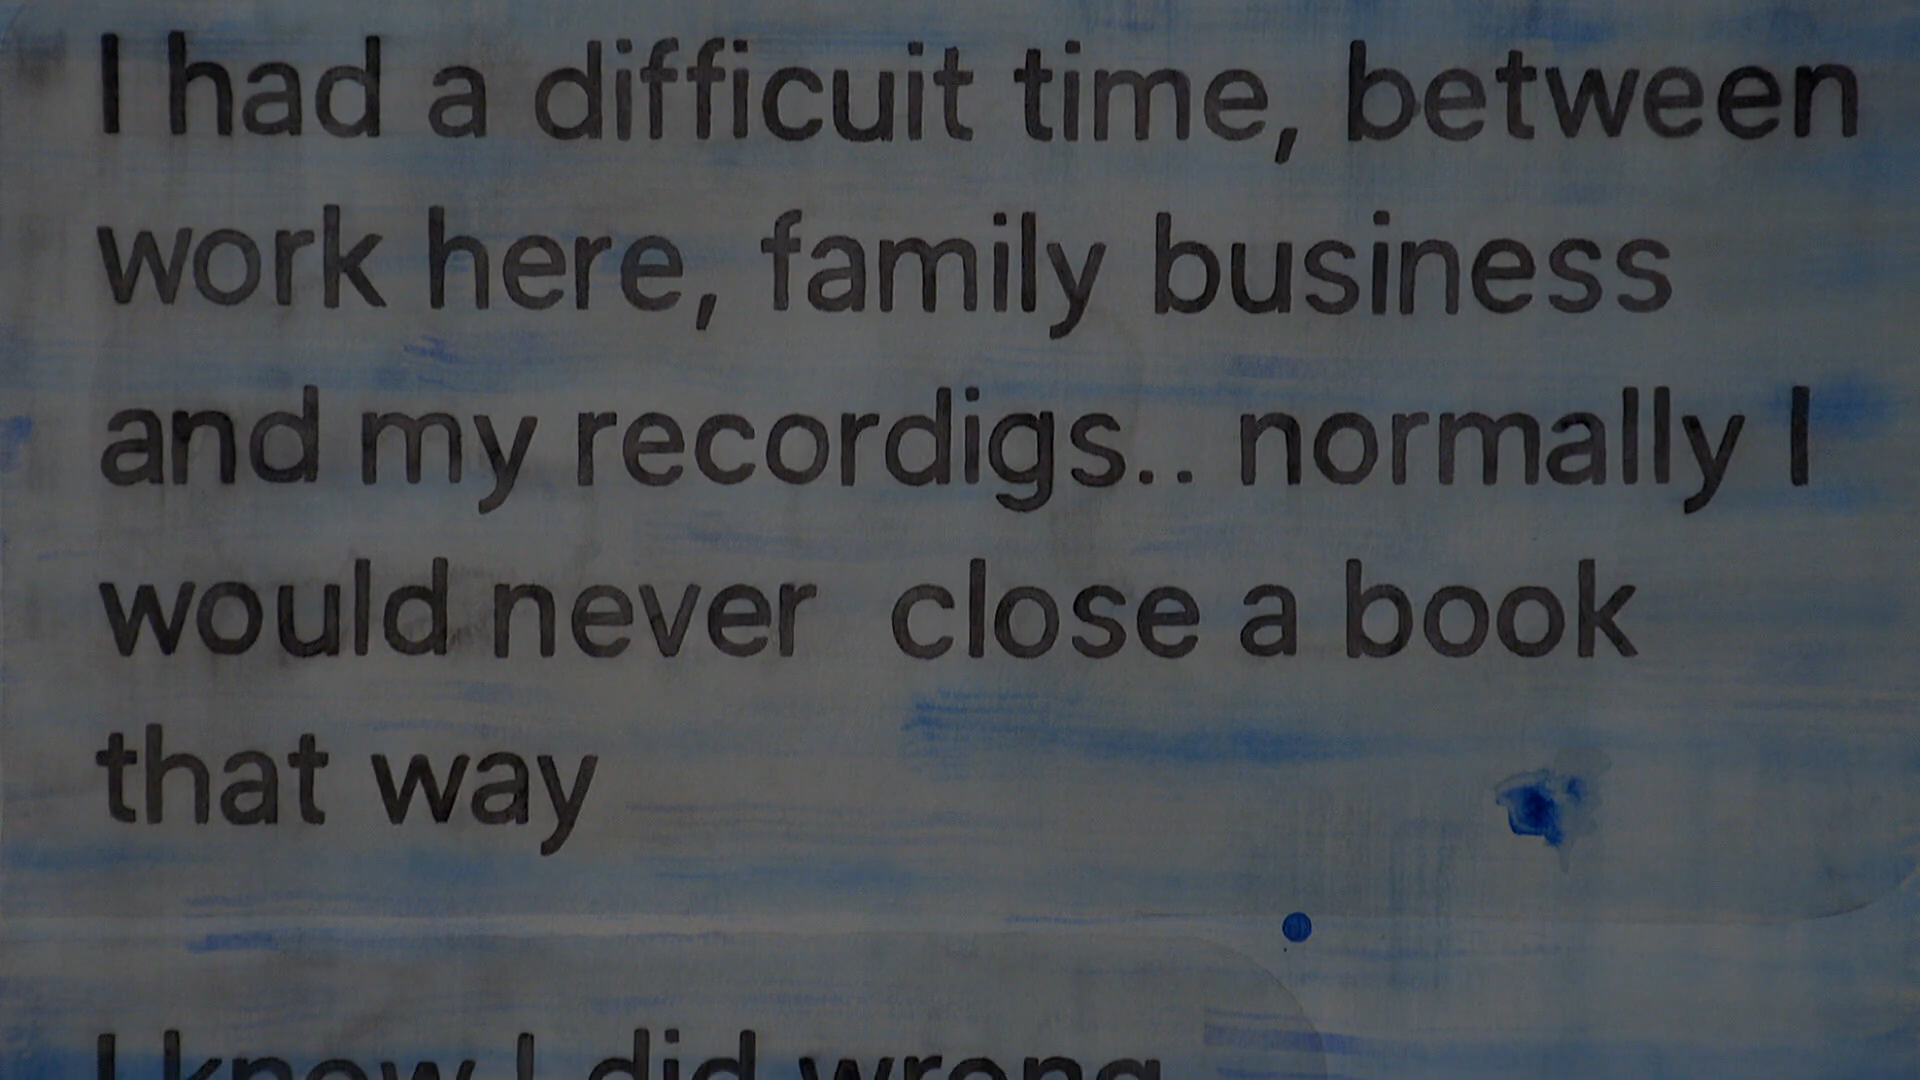 I had a difficuit time, between
work here, family business
and my recordigs.. normally I
would never  close a book
that way
I know I did wrong